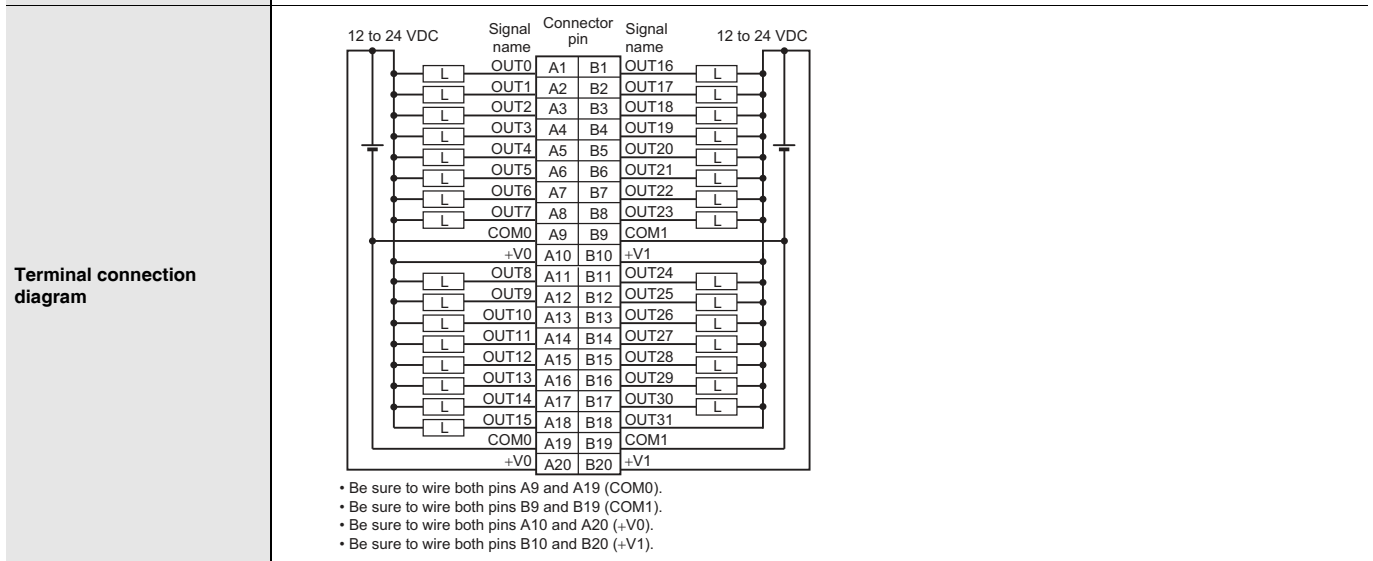 12 to 24 VDC Signal name Connector pin Signal name 12 to 24 VDC
L OUT0 A1 B1 OUT16 L
L OUT1 A2 B2 OUT17 L
L OUT2 A3 B3 OUT18 L
L OUT3 A4 B4 OUT19 L
L OUT4 A5 B5 OUT20 L
L OUT5 A6 B6 OUT21 L
L OUT6 A7 B7 OUT22 L
L OUT7 A8 B8 OUT23 L
COM0 A9 B9 COM1
+V0 A10 B10 +V1
L OUT8 A11 B11 OUT24 L
L OUT9 A12 B12 OUT25 L
L OUT10 A13 B13 OUT26 L
L OUT11 A14 B14 OUT27 L
L OUT12 A15 B15 OUT28 L
L OUT13 A16 B16 OUT29 L
L OUT14 A17 B17 OUT30 L
L OUT15 A18 B18 OUT31
COM0 A19 B19 COM1
+V0 A20 B20 +V1
Terminal connection
diagram
• Be sure to wire both pins A9 and A19 (COM0).
• Be sure to wire both pins B9 and B19 (COM1).
• Be sure to wire both pins A10 and A20 (+V0).
• Be sure to wire both pins B10 and B20 (+V1).